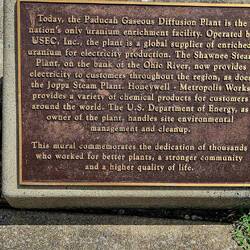 Today, the Paducah Gaseous Diffusion Plant is the
nation's only uranium enrichment facility. Operated by
USEC, Inc., the plant is a global supplier of enriched
uranium for electricity production. The Shawnee Steam
Plant, on the bank of the Ohio River, now provides
electricity to customers throughout the region, as does
the Joppa Steam Plant. Honeywell - Metropolis Works
provides a variety of chemical products for customers
around the world. The U.S. Department of Energy, as
owner of the plant, handles site environmental
management and cleanup.
This mural commemorates the dedication of thousands
who worked for better plants, a stronger community
and a higher quality of life.